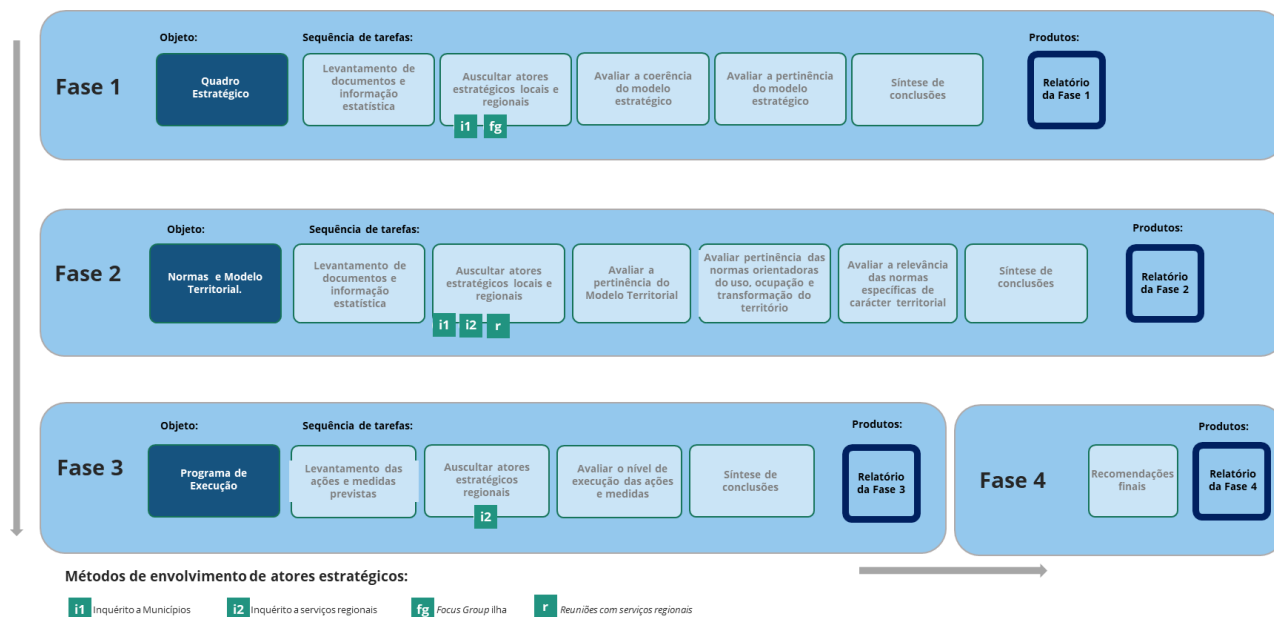 Fase 1
Objeto:
Quadro
Estratégico
Sequência de tarefas:
Levantamento de
documentos e
informação
estatística
Auscultar atores
estratégicos locais e
regionais
i1 fg
Avaliar a coerência
do modelo
estratégico
Avaliar a pertinência
do modelo
estratégico
Síntese de
conclusões
Produtos:
Relatório
da Fase 1
Fase 2
Objeto:
Normas e Modelo
Territorial.
Sequência de tarefas:
Levantamento de
documentos e
informação
estatística
Auscultar atores
estratégicos locais e
regionais
i1 i2 r
Avaliar a
pertinência do
Modelo Territorial
Avaliar pertinência das
normas orientadoras
do uso, ocupação e
transformação do
território
Avaliar a relevância
das normas
específicas de
carácter territorial
Síntese de
conclusões
Produtos:
Relatório
da Fase 2
Fase 3
Objeto:
Programa de
Execução
Sequência de tarefas:
Levantamento das
ações e medidas
previstas
Auscultar atores
estratégicos
regionais
i2
Avaliar o nível de
execução das ações
e medidas
Síntese de
conclusões
Produtos:
Relatório
da Fase 3
Fase 4
Recomendações
finais
Produtos:
Relatório
da Fase 4
Métodos de envolvimento de atores estratégicos:
i1 Inquérito a Municípios
i2 Inquérito a serviços regionais
fg Focus Group ilha
r Reuniões com serviços regionais